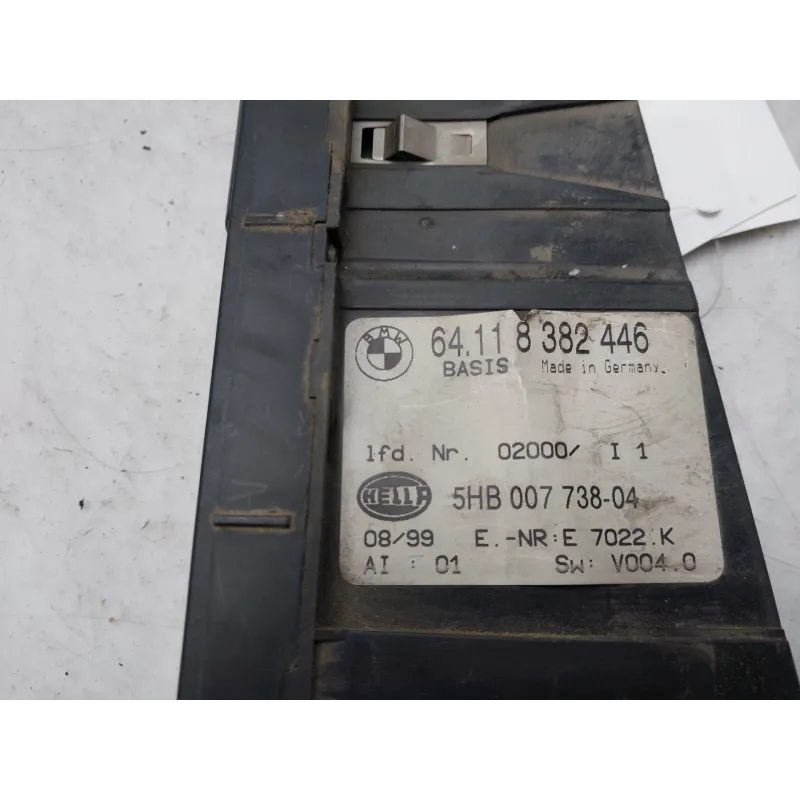 BMW 64.11 8 382 446
BASIS Made in Germany.
lfd. Nr. 02000/ I 1
HELLA 5HB 007 738-04
08/99 E.-NR:E 7022.K
AI : 01 Sw: V004.0